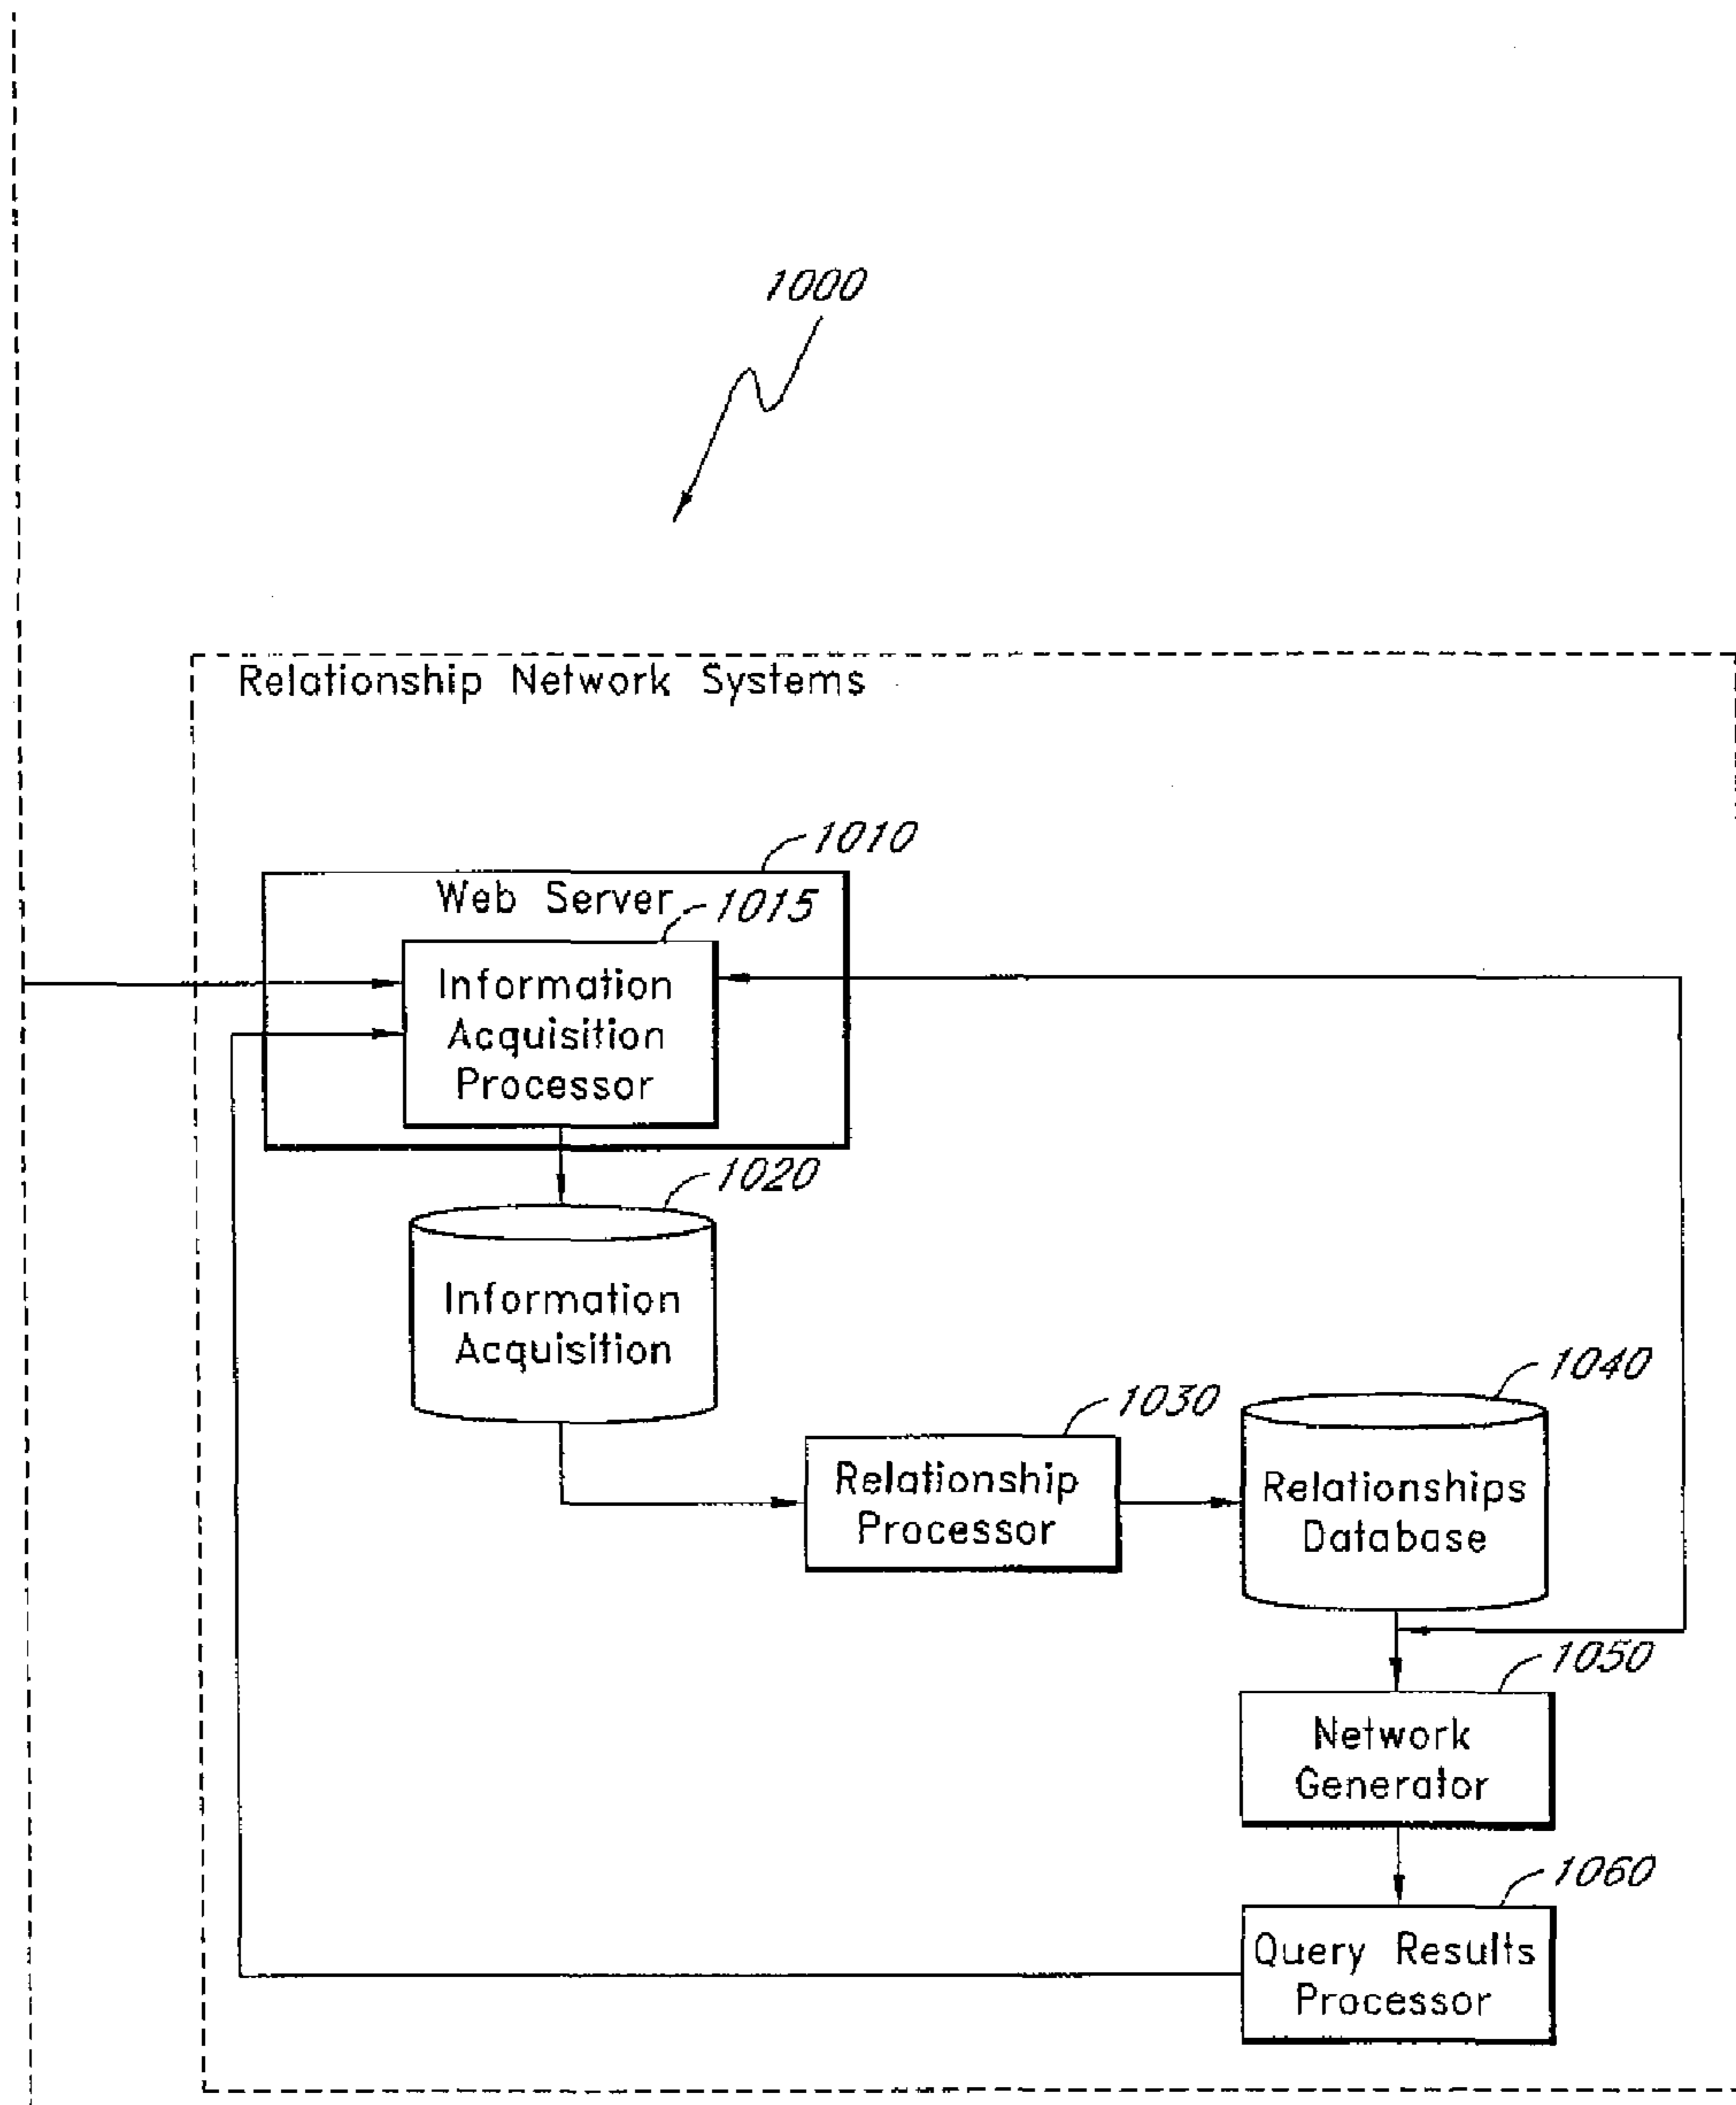 1000
Relationship Network Systems
1010
Web Server
1015
Information
Acquisition
Processor
1020
Information
Acquisition
1030
Relationship
Processor
1040
Relationships
Database
1050
Network
Generator
1060
Query Results
Processor